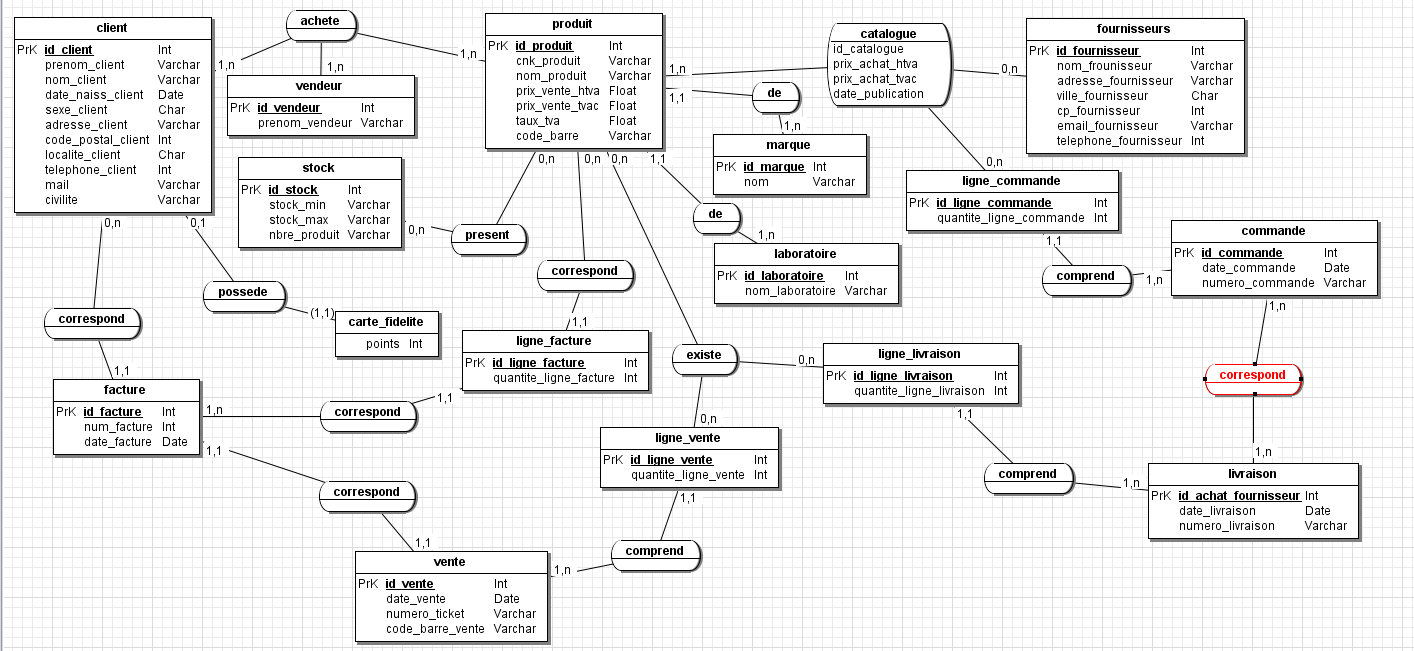 client
PrK id_client Int
prenom_client Varchar
nom_client Varchar
date_naiss_client Date
sexe_client Char
adresse_client Varchar
code_postal_client Int
localite_client Char
telephone_client Int
mail Varchar
civilite Varchar
achete
1,n
1,n
1,n
vendeur
PrK id_vendeur Int
prenom_vendeur Varchar
produit
PrK id_produit Int
cnk_produit Varchar
nom_produit Varchar
prix_vente_htva Float
prix_vente_tvac Float
taux_tva Float
code_barre Varchar
1,n
1,1
catalogue
id_catalogue
prix_achat_htva
prix_achat_tvac
date_publication
0,n
fournisseurs
PrK id_fournisseur Int
nom_frounisseur Varchar
adresse_fournisseur Varchar
ville_fournisseur Char
cp_fournisseur Int
email_fournisseur Varchar
telephone_fournisseur Int
de
1,n
marque
PrK id_marque Int
nom Varchar
stock
PrK id_stock Int
stock_min Varchar
stock_max Varchar
nbre_produit Varchar
0,n
0,n
0,n
0,n
1,1
present
0,n
ligne_commande
PrK id_ligne_commande Int
quantite_ligne_commande Int
de
1,n
laboratoire
PrK id_laboratoire Int
nom_laboratoire Varchar
1,1
comprend
1,n
commande
PrK id_commande Int
date_commande Date
numero_commande Varchar
1,n
0,n
0,1
correspond
possede
(1,1)
carte_fidelite
points Int
correspond
1,1
ligne_facture
PrK id_ligne_facture Int
quantite_ligne_facture Int
existe
0,n
ligne_livraison
PrK id_ligne_livraison Int
quantite_ligne_livraison Int
correspond
1,1
facture
PrK id_facture Int
num_facture Int
date_facture Date
1,n
correspond
1,1
1,1
0,n
ligne_vente
PrK id_ligne_vente Int
quantite_ligne_vente Int
1,1
1,1
comprend
1,n
1,n
livraison
PrK id_achat_fournisseur Int
date_livraison Date
numero_livraison Varchar
correspond
1,1
vente
PrK id_vente Int
date_vente Date
numero_ticket Varchar
code_barre_vente Varchar
1,n
comprend